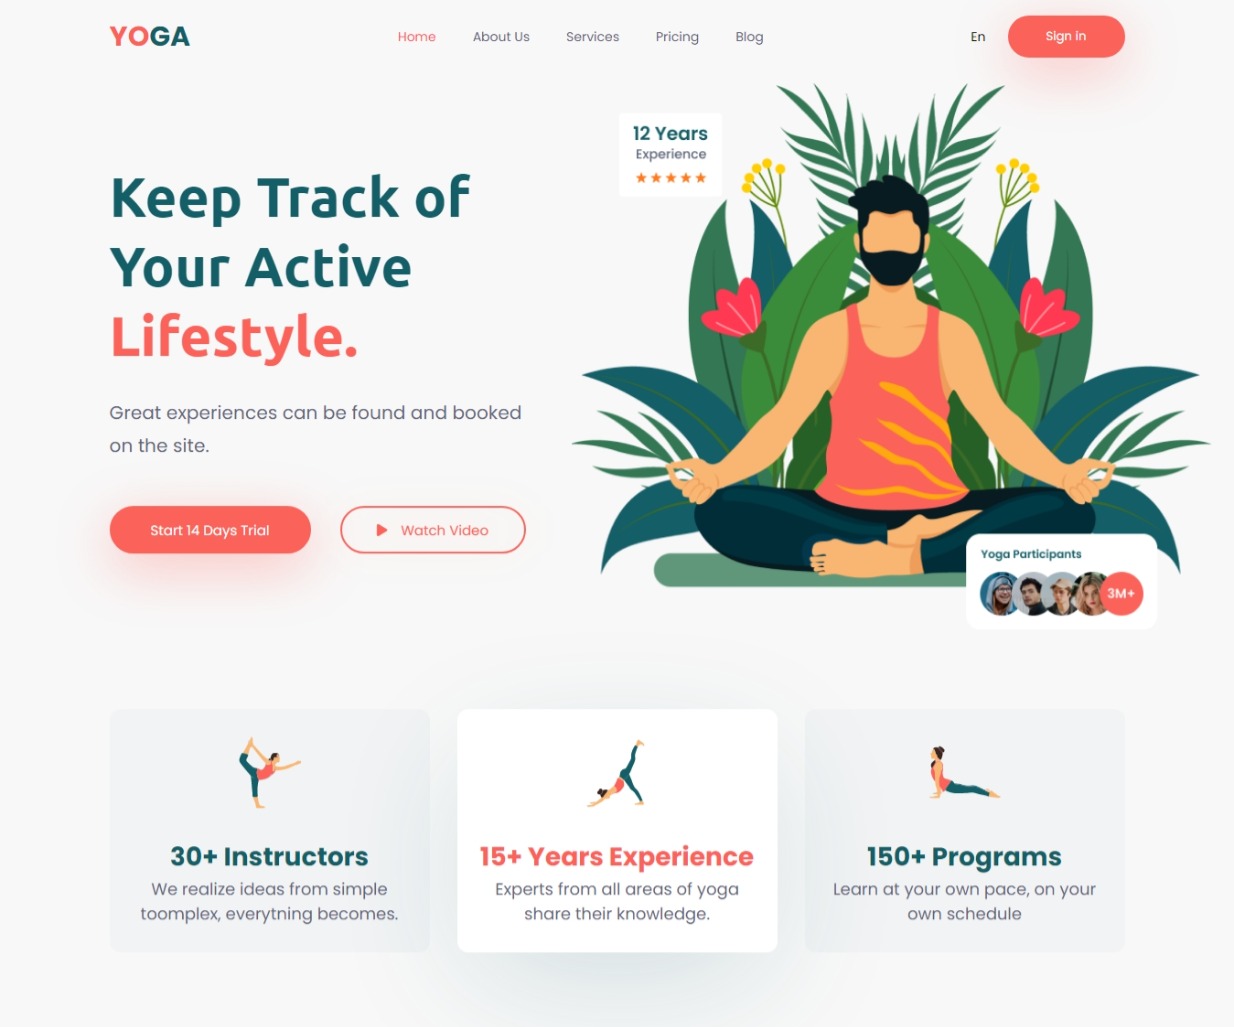 YOGA
Home
About Us
Services
Pricing
Blog
En
Sign in
12 Years
Experience
Keep Track of
Your Active
Lifestyle.
Great experiences can be found and booked
on the site.
Start 14 Days Trial
Watch Video
Yoga Participants
3M+
30+ Instructors
We realize ideas from simple
toomplex, everytning becomes.
15+ Years Experience
Experts from all areas of yoga
share their knowledge.
150+ Programs
Learn at your own pace, on your
own schedule